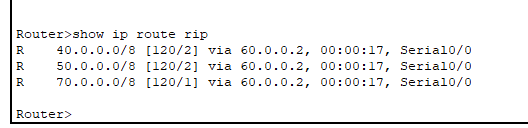 Router>show ip route rip
R    40.0.0.0/8 [120/2] via 60.0.0.2, 00:00:17, Serial0/0
R    50.0.0.0/8 [120/2] via 60.0.0.2, 00:00:17, Serial0/0
R    70.0.0.0/8 [120/1] via 60.0.0.2, 00:00:17, Serial0/0
Router>